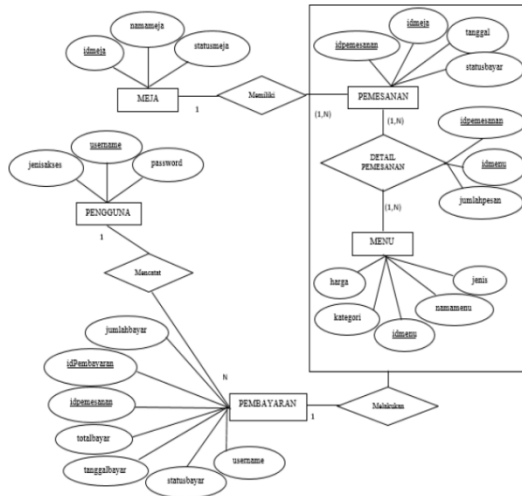 namameja
idmeja
statusmeja
MEJA
1
Memiliki
(1,N)
idpemesanan
idmeja
tanggal
statusbayar
PEMESANAN
(1,N)
DETAIL
PEMESANAN
idpemesanan
idmenu
jumlahpesan
(1,N)
MENU
harga
kategori
idmenu
namamenu
jenis
username
jenisakses
password
PENGGUNA
1
Mencatat
N
jumlahbayar
idPembayaran
idpemesanan
totalbayar
tanggalbayar
statusbayar
username
PEMBAYARAN
1
Melakukan